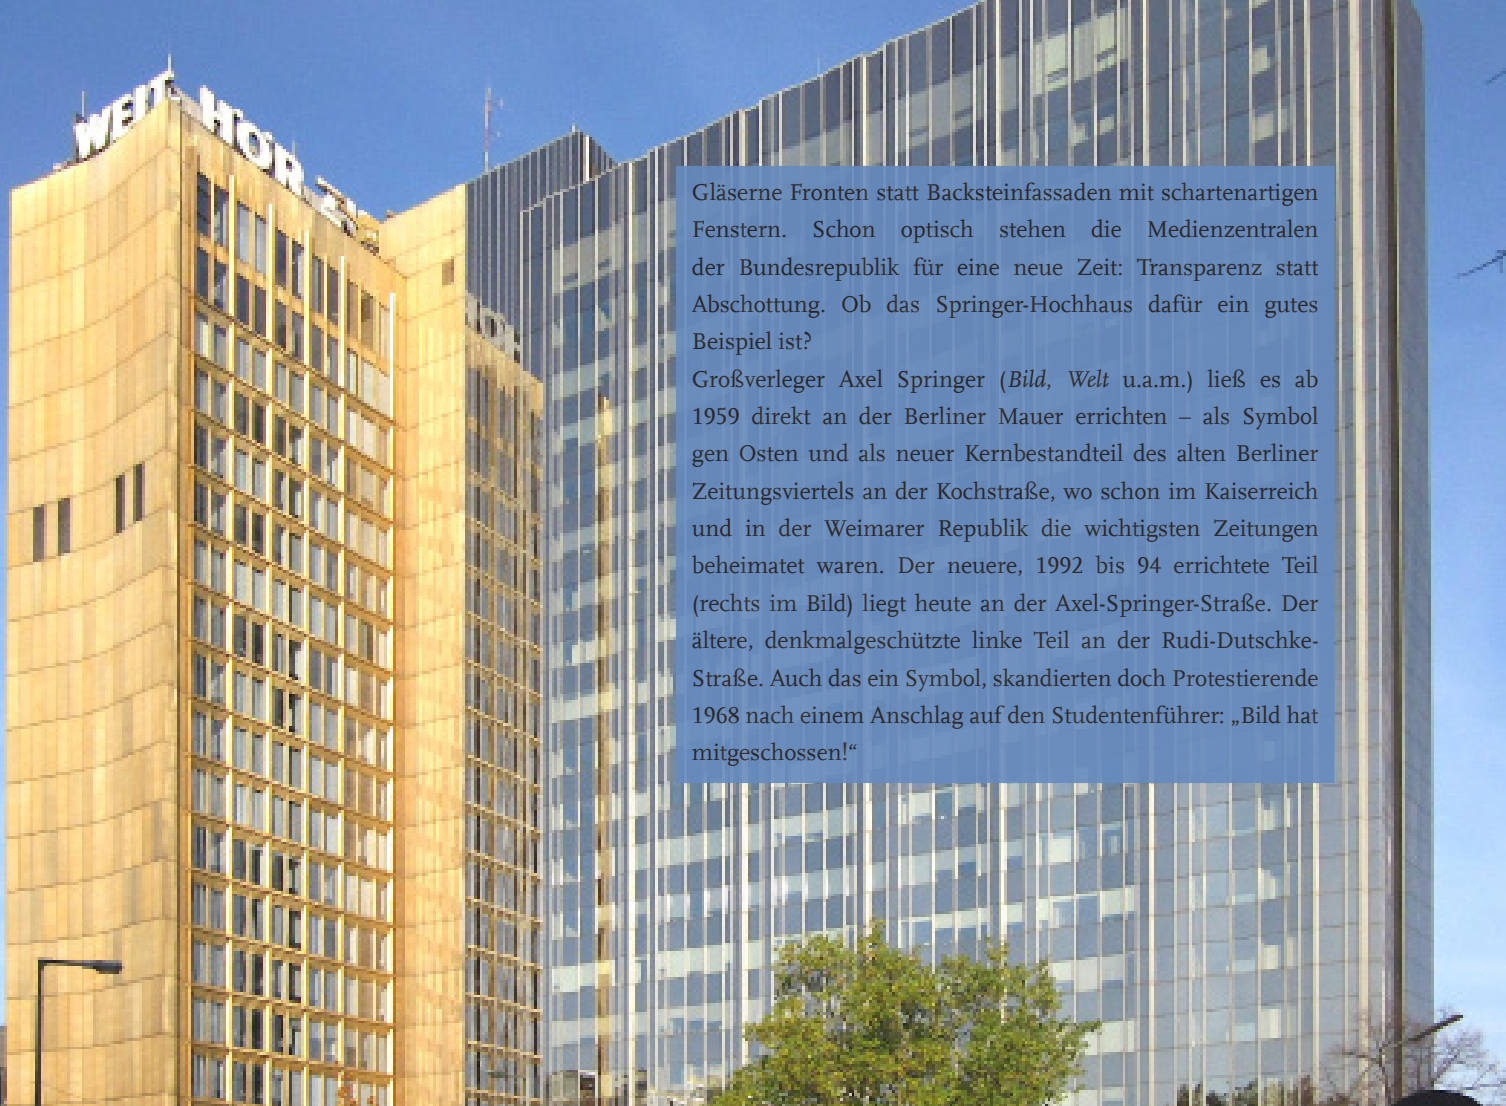 WELT
HÖR
Gläserne Fronten statt Backsteinfassaden mit schartenartigen
Fenstern. Schon optisch stehen die Medienzentralen
der Bundesrepublik für eine neue Zeit: Transparenz statt
Abschottung. Ob das Springer-Hochhaus dafür ein gutes
Beispiel ist?
Großverleger Axel Springer (Bild, Welt u.a.m.) ließ es ab
1959 direkt an der Berliner Mauer errichten – als Symbol
gen Osten und als neuer Kernbestandteil des alten Berliner
Zeitungsviertels an der Kochstraße, wo schon im Kaiserreich
und in der Weimarer Republik die wichtigsten Zeitungen
beheimatet waren. Der neuere, 1992 bis 94 errichtete Teil
(rechts im Bild) liegt heute an der Axel-Springer-Straße. Der
ältere, denkmalgeschützte linke Teil an der Rudi-Dutschke-
Straße. Auch das ein Symbol, skandierten doch Protestierende
1968 nach einem Anschlag auf den Studentenführer: „Bild hat
mitgeschossen!“